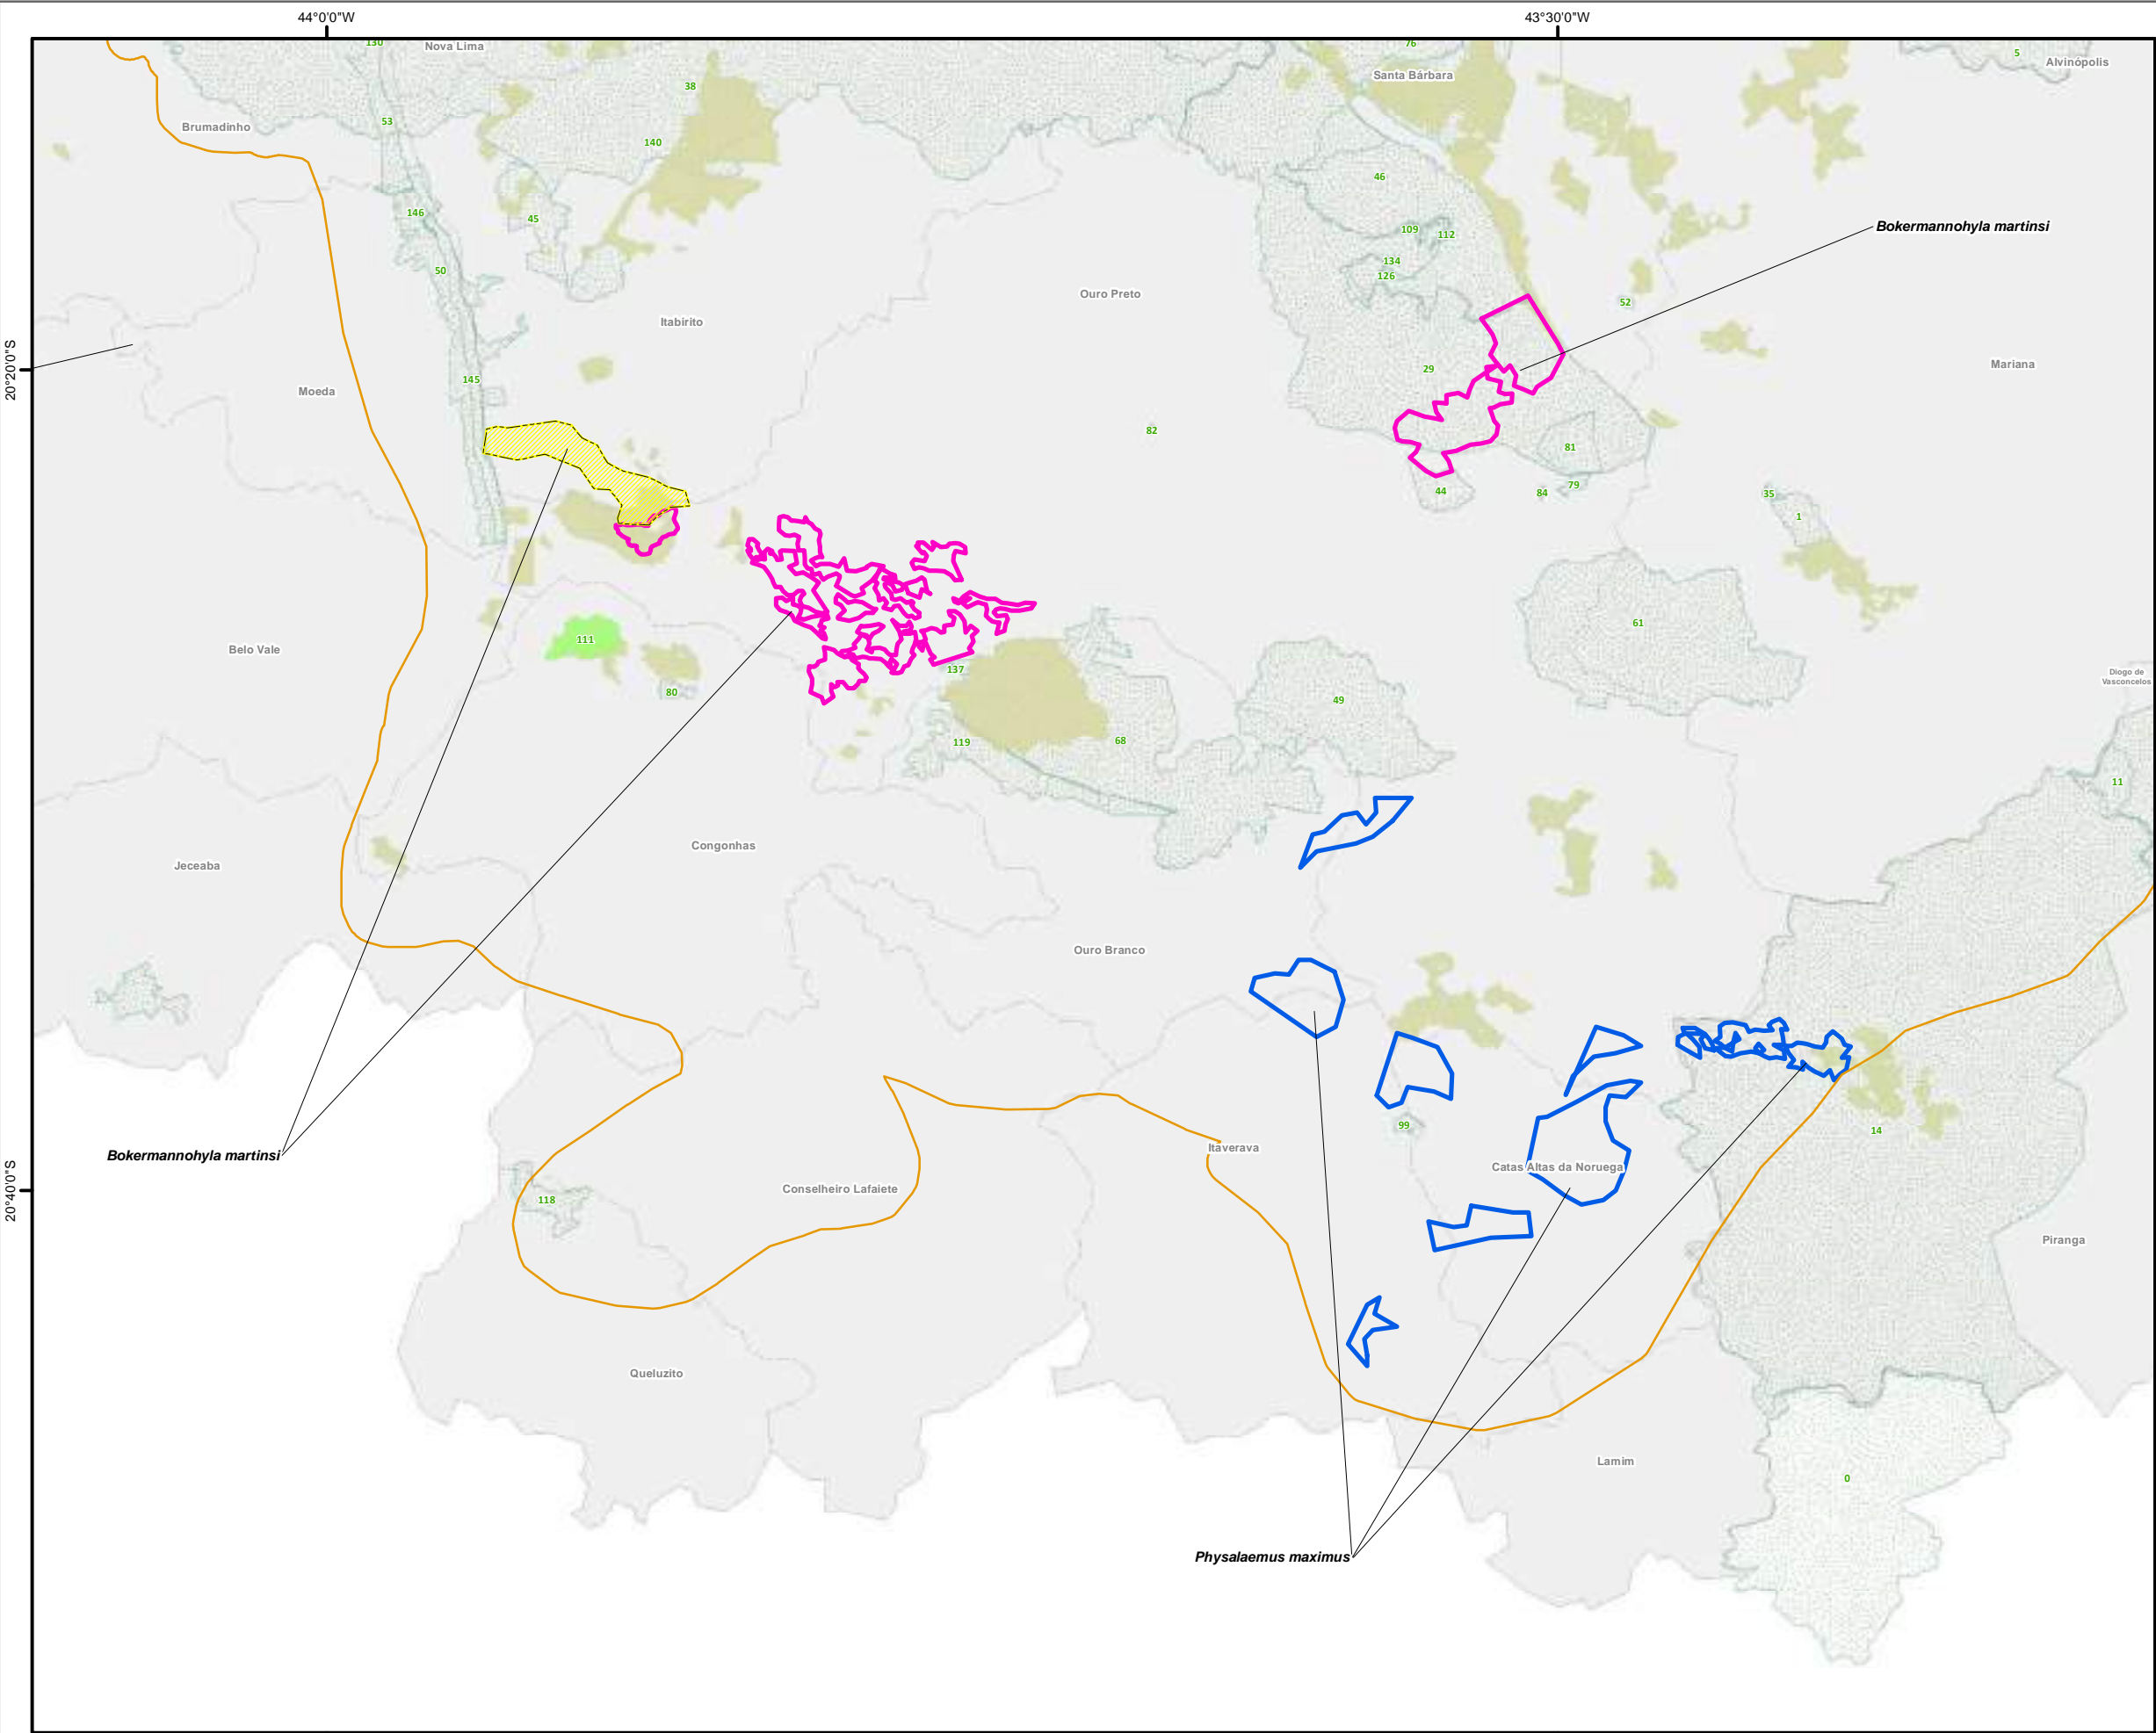 44°0'0"W
43°30'0"W
130
Nova Lima
76
5
Santa Bárbara
Alvinópolis
38
53
Brumadinho
140
46
146
45
109
112
Bokermannohyla martinsi
134
50
126
Ouro Preto
52
Itabirito
20°20'0"S
Mariana
29
145
Moeda
82
81
79
44
84
35
1
61
111
Belo Vale
137
Diogo de
Vasconcelos
80
49
119
68
11
Congonhas
Jeceaba
Ouro Branco
99
14
Itaverava
Bokermannohyla martinsi
Catas Altas da Noruega
20°40'0"S
Conselheiro Lafaiete
118
Piranga
Queluzito
Lamim
0
Physalaemus maximus